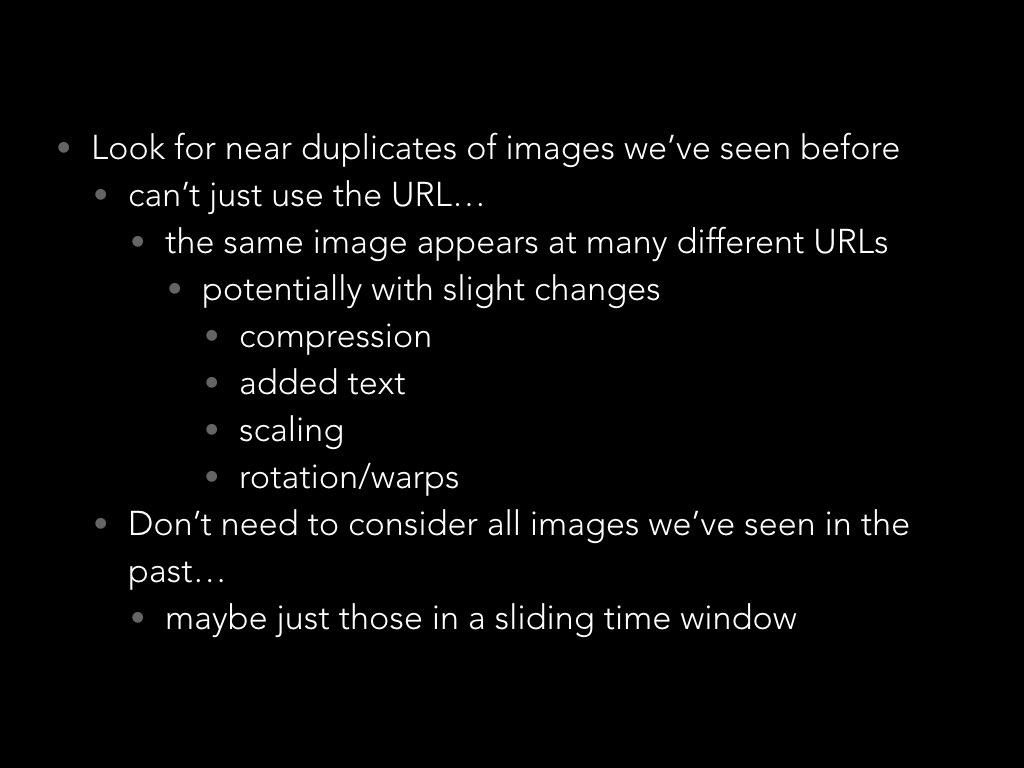 • Look for near duplicates of images we’ve seen before
• can’t just use the URL…
• the same image appears at many different URLs
• potentially with slight changes
• compression
• added text
• scaling
• rotation/warps
• Don’t need to consider all images we’ve seen in the
past…
• maybe just those in a sliding time window